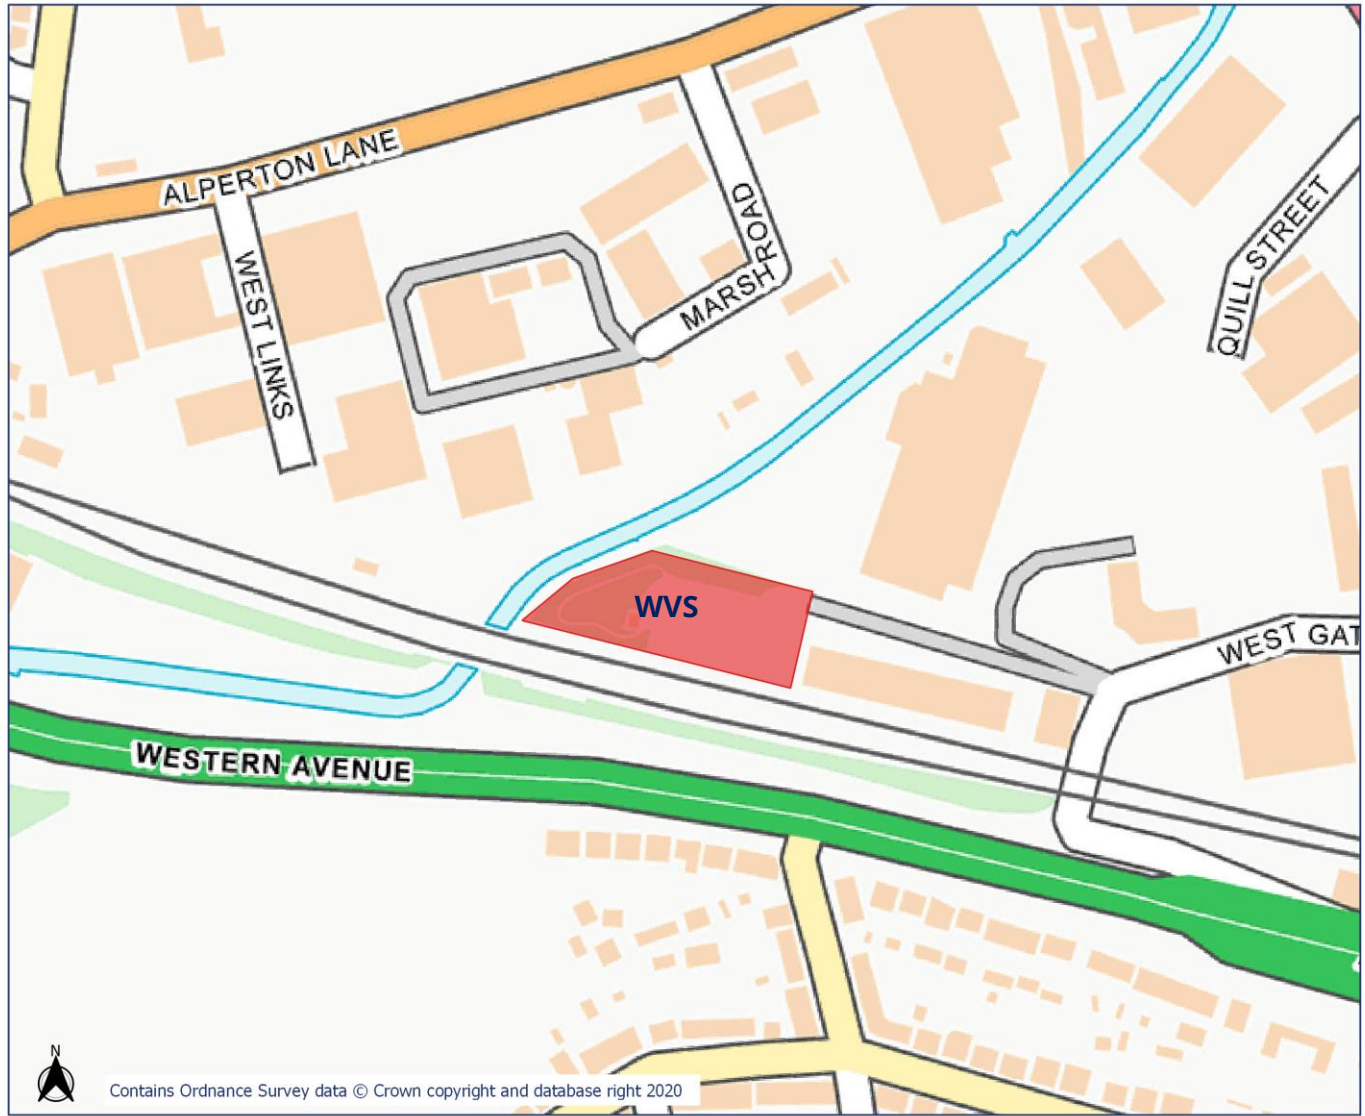 ALPERTON LANE
WEST LINKS
MARSH ROAD
QUILL STREET
WVS
WEST GAT
WESTERN AVENUE
N
Contains Ordnance Survey data © Crown copyright and database right 2020